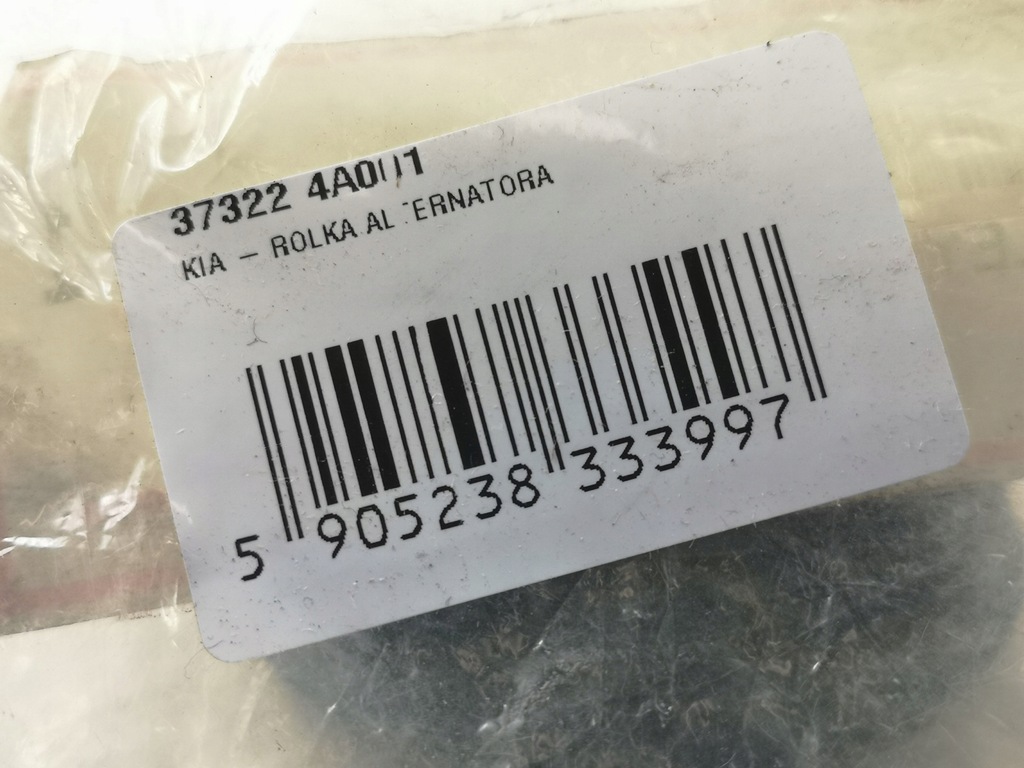 37322 4A001
KIA - ROLKA ALTERNATORA
5 905238 333997